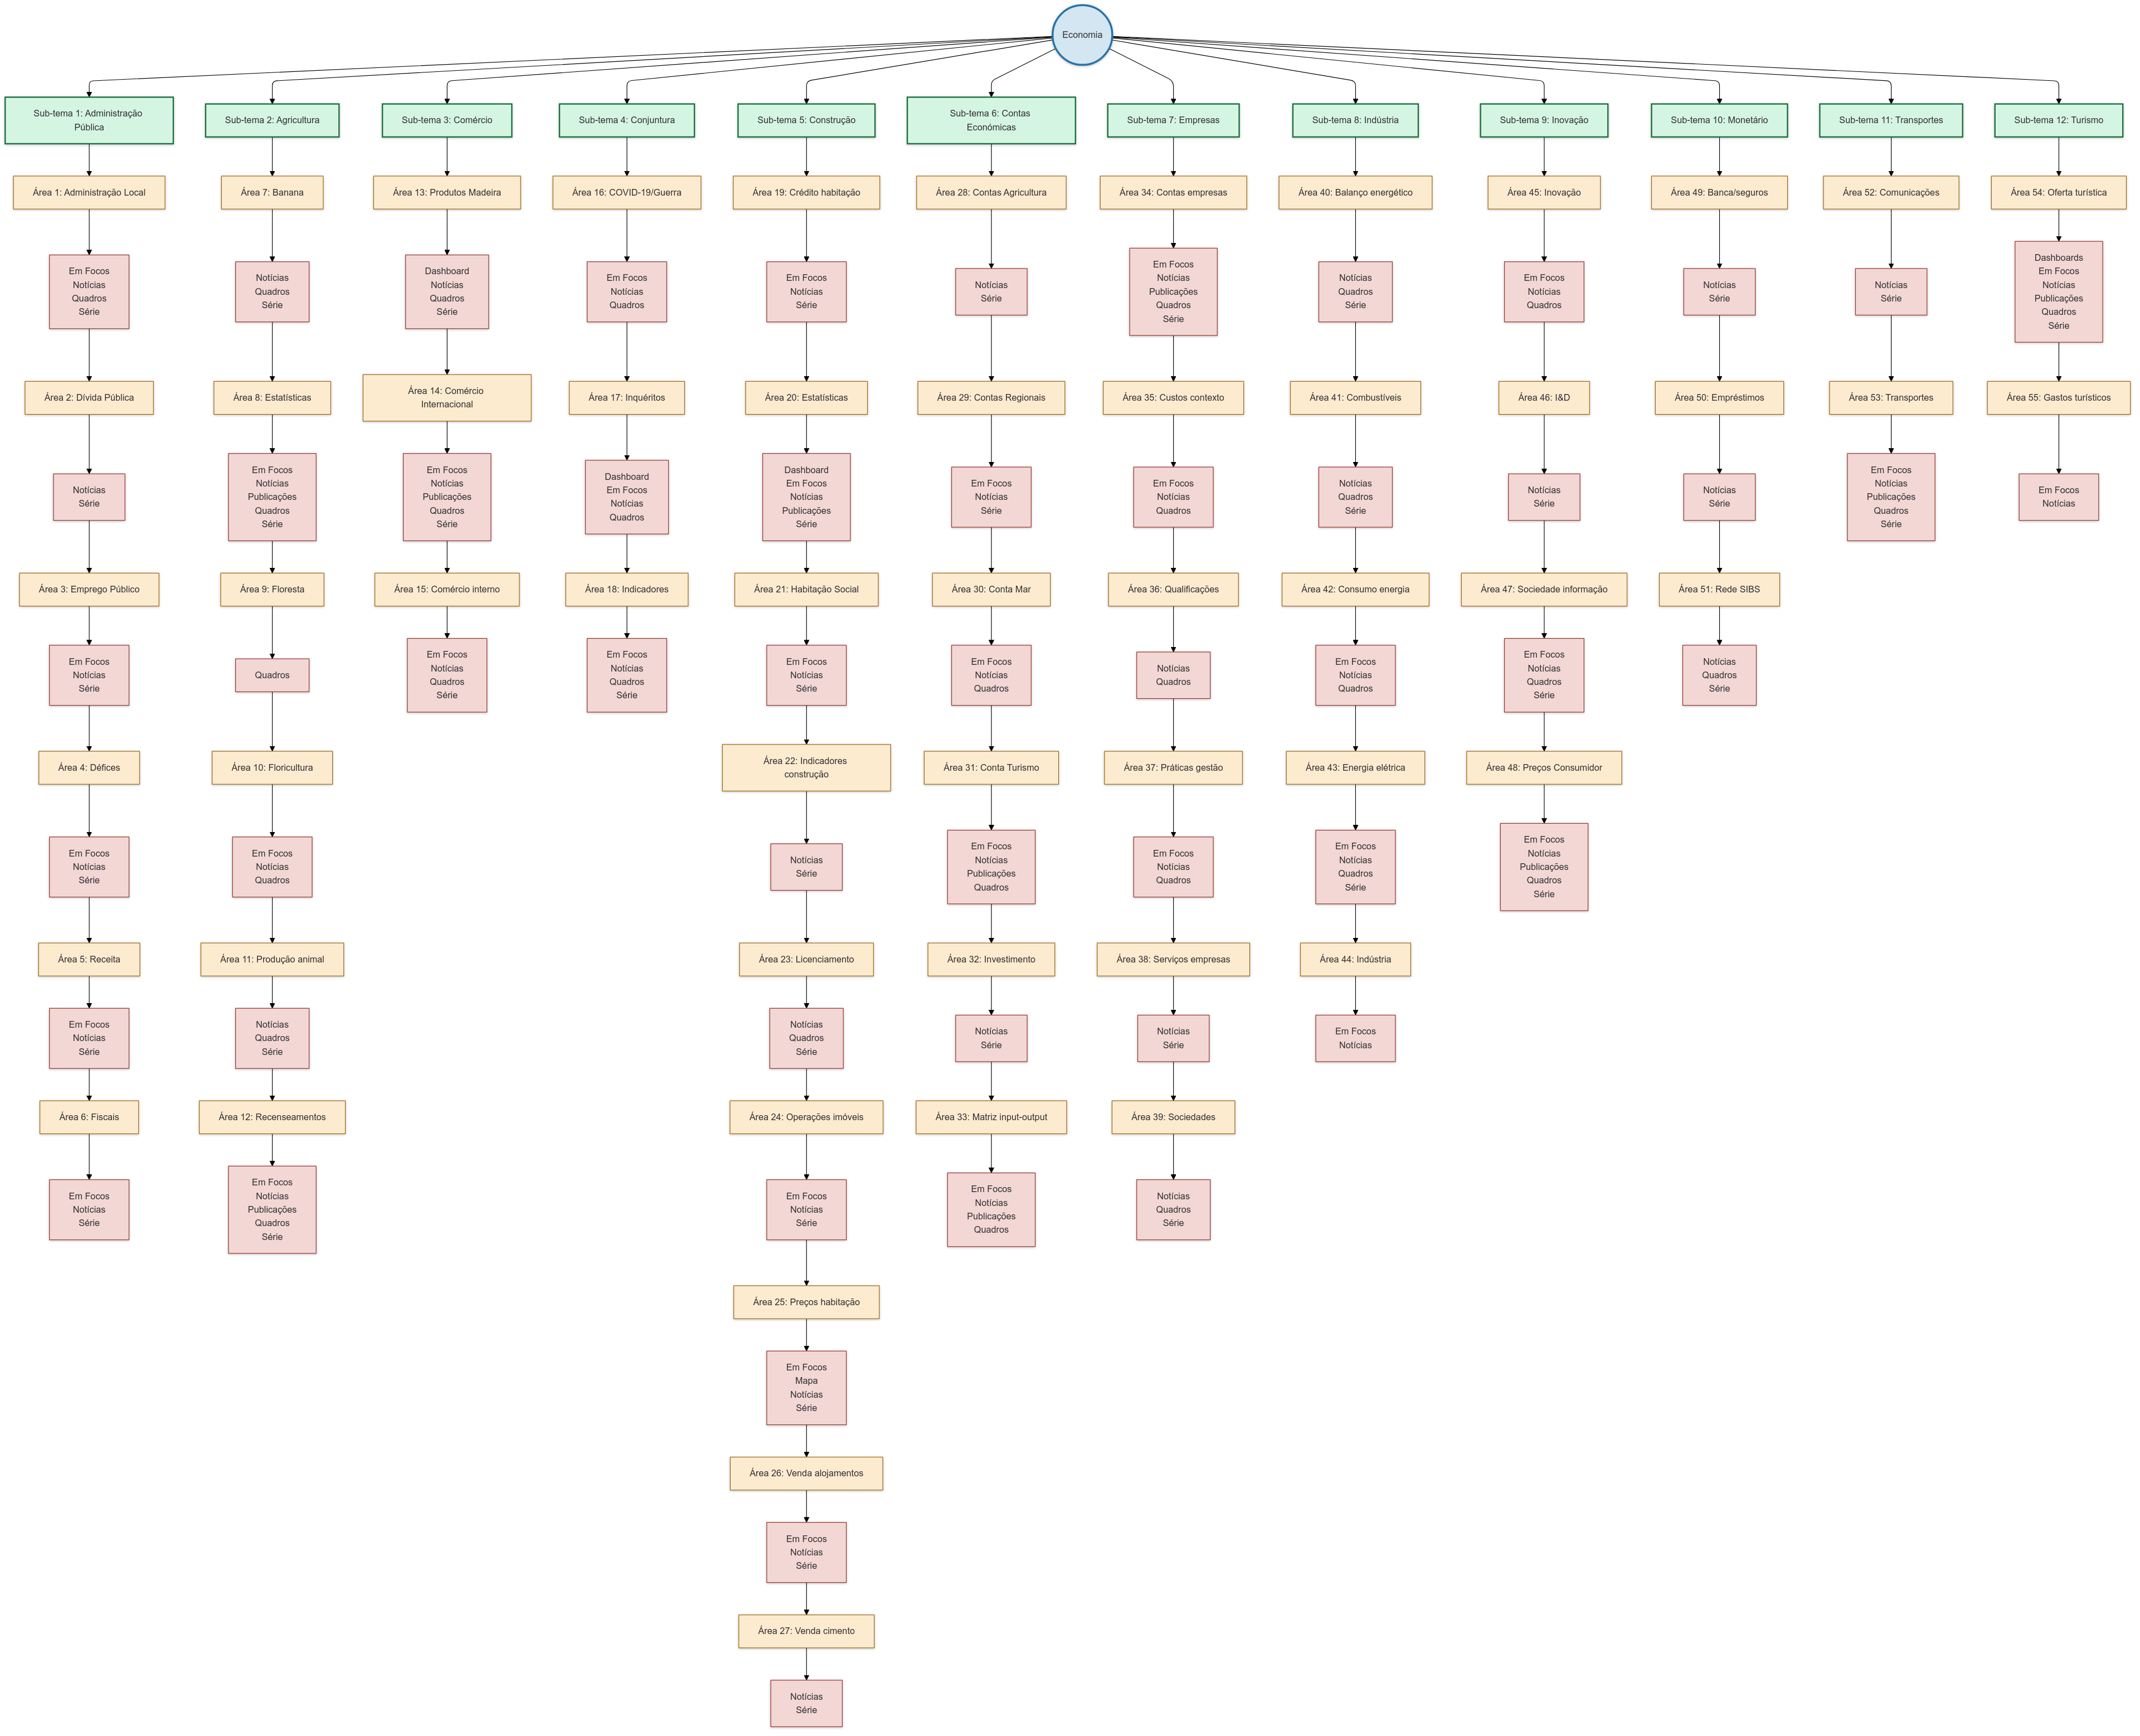 Economia
Sub-tema 1: Administração
Pública
Área 1: Administração Local
Em Focos
Notícias
Quadros
Série
Área 2: Dívida Pública
Notícias
Série
Área 3: Emprego Público
Em Focos
Notícias
Série
Área 4: Défices
Em Focos
Notícias
Série
Área 5: Receita
Em Focos
Notícias
Série
Área 6: Fiscais
Em Focos
Notícias
Série
Sub-tema 2: Agricultura
Área 7: Banana
Notícias
Quadros
Série
Área 8: Estatísticas
Em Focos
Notícias
Publicações
Quadros
Série
Área 9: Floresta
Quadros
Área 10: Floricultura
Em Focos
Notícias
Quadros
Área 11: Produção animal
Notícias
Quadros
Série
Área 12: Recenseamentos
Em Focos
Notícias
Publicações
Quadros
Série
Sub-tema 3: Comércio
Área 13: Produtos Madeira
Dashboard
Notícias
Quadros
Série
Área 14: Comércio
Internacional
Em Focos
Notícias
Publicações
Quadros
Série
Área 15: Comércio interno
Em Focos
Notícias
Quadros
Série
Sub-tema 4: Conjuntura
Área 16: COVID-19/Guerra
Em Focos
Notícias
Quadros
Área 17: Inquéritos
Dashboard
Em Focos
Notícias
Quadros
Área 18: Indicadores
Em Focos
Notícias
Quadros
Série
Sub-tema 5: Construção
Área 19: Crédito habitação
Em Focos
Notícias
Série
Área 20: Estatísticas
Dashboard
Em Focos
Notícias
Publicações
Série
Área 21: Habitação Social
Em Focos
Notícias
Série
Área 22: Indicadores
construção
Notícias
Série
Área 23: Licenciamento
Notícias
Quadros
Série
Área 24: Operações imóveis
Em Focos
Notícias
Série
Área 25: Preços habitação
Em Focos
Mapa
Notícias
Série
Área 26: Venda alojamentos
Em Focos
Notícias
Série
Área 27: Venda cimento
Notícias
Série
Sub-tema 6: Contas
Económicas
Área 28: Contas Agricultura
Notícias
Série
Área 29: Contas Regionais
Em Focos
Notícias
Série
Área 30: Conta Mar
Em Focos
Notícias
Quadros
Área 31: Conta Turismo
Em Focos
Notícias
Publicações
Quadros
Área 32: Investimento
Notícias
Série
Área 33: Matriz input-output
Em Focos
Notícias
Publicações
Quadros
Sub-tema 7: Empresas
Área 34: Contas empresas
Em Focos
Notícias
Publicações
Quadros
Série
Área 35: Custos contexto
Em Focos
Notícias
Quadros
Área 36: Qualificações
Notícias
Quadros
Área 37: Práticas gestão
Em Focos
Notícias
Quadros
Área 38: Serviços empresas
Notícias
Série
Área 39: Sociedades
Notícias
Quadros
Série
Sub-tema 8: Indústria
Área 40: Balanço energético
Notícias
Quadros
Série
Área 41: Combustíveis
Notícias
Quadros
Série
Área 42: Consumo energia
Em Focos
Notícias
Quadros
Área 43: Energia elétrica
Em Focos
Notícias
Quadros
Série
Área 44: Indústria
Em Focos
Notícias
Sub-tema 9: Inovação
Área 45: Inovação
Em Focos
Notícias
Quadros
Área 46: I&D
Notícias
Série
Área 47: Sociedade informação
Em Focos
Notícias
Quadros
Série
Área 48: Preços Consumidor
Em Focos
Notícias
Publicações
Quadros
Série
Sub-tema 10: Monetário
Área 49: Banca/seguros
Notícias
Série
Área 50: Empréstimos
Notícias
Série
Área 51: Rede SIBS
Notícias
Quadros
Série
Sub-tema 11: Transportes
Área 52: Comunicações
Notícias
Série
Área 53: Transportes
Em Focos
Notícias
Publicações
Quadros
Série
Sub-tema 12: Turismo
Área 54: Oferta turística
Dashboards
Em Focos
Notícias
Publicações
Quadros
Série
Área 55: Gastos turísticos
Em Focos
Notícias